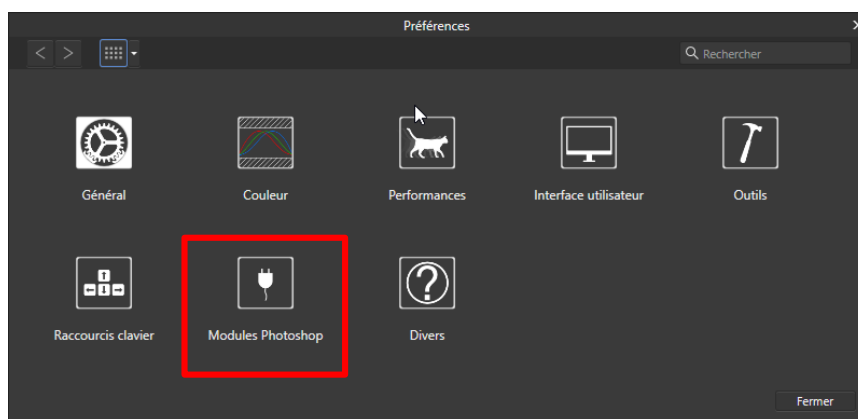 Préférences
Rechercher
Général
Couleur
Performances
Interface utilisateur
Outils
Raccourcis clavier
Modules Photoshop
Divers
Fermer